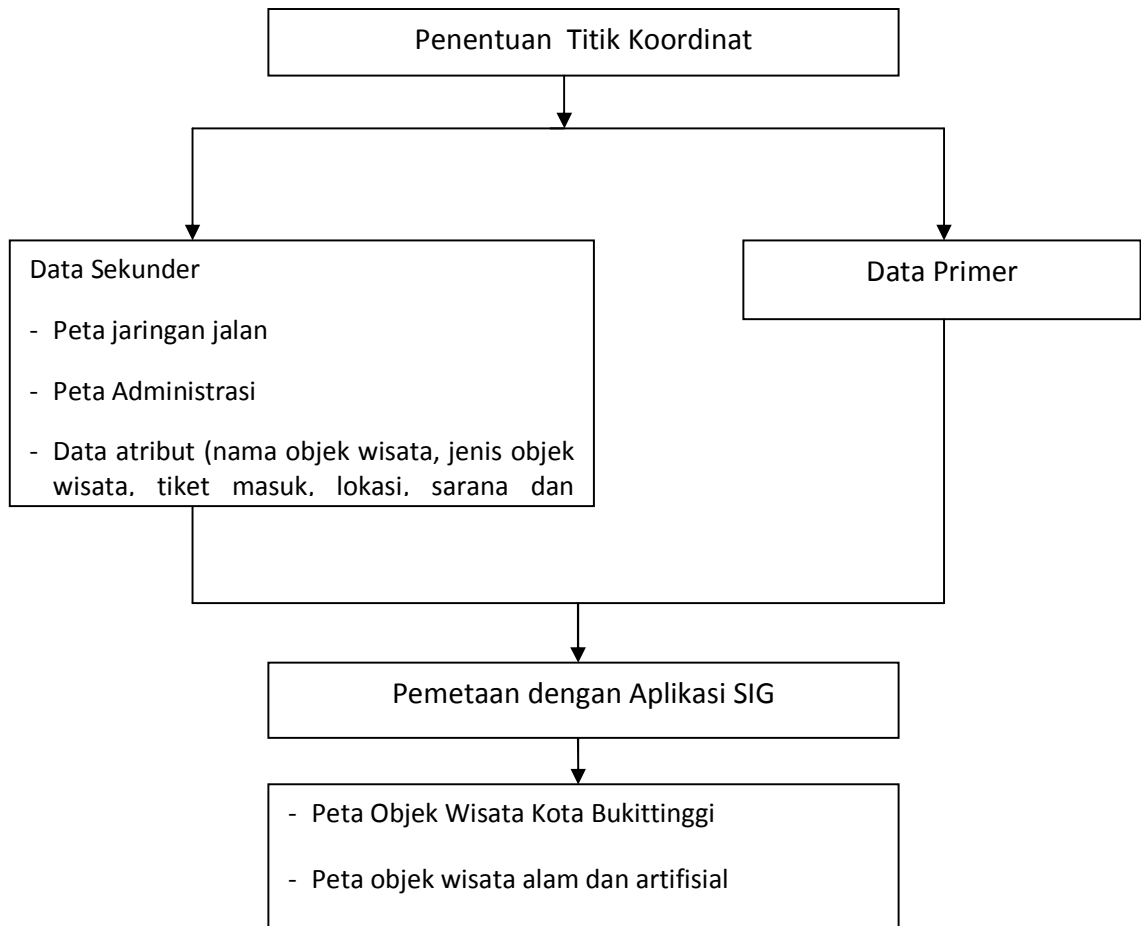 Penentuan Titik Koordinat
Data Sekunder
- Peta jaringan jalan
- Peta Administrasi
- Data atribut (nama objek wisata, jenis objek
wisata, tiket masuk, lokasi, sarana dan
Data Primer
Pemetaan dengan Aplikasi SIG
- Peta Objek Wisata Kota Bukittinggi
- Peta objek wisata alam dan artifisial